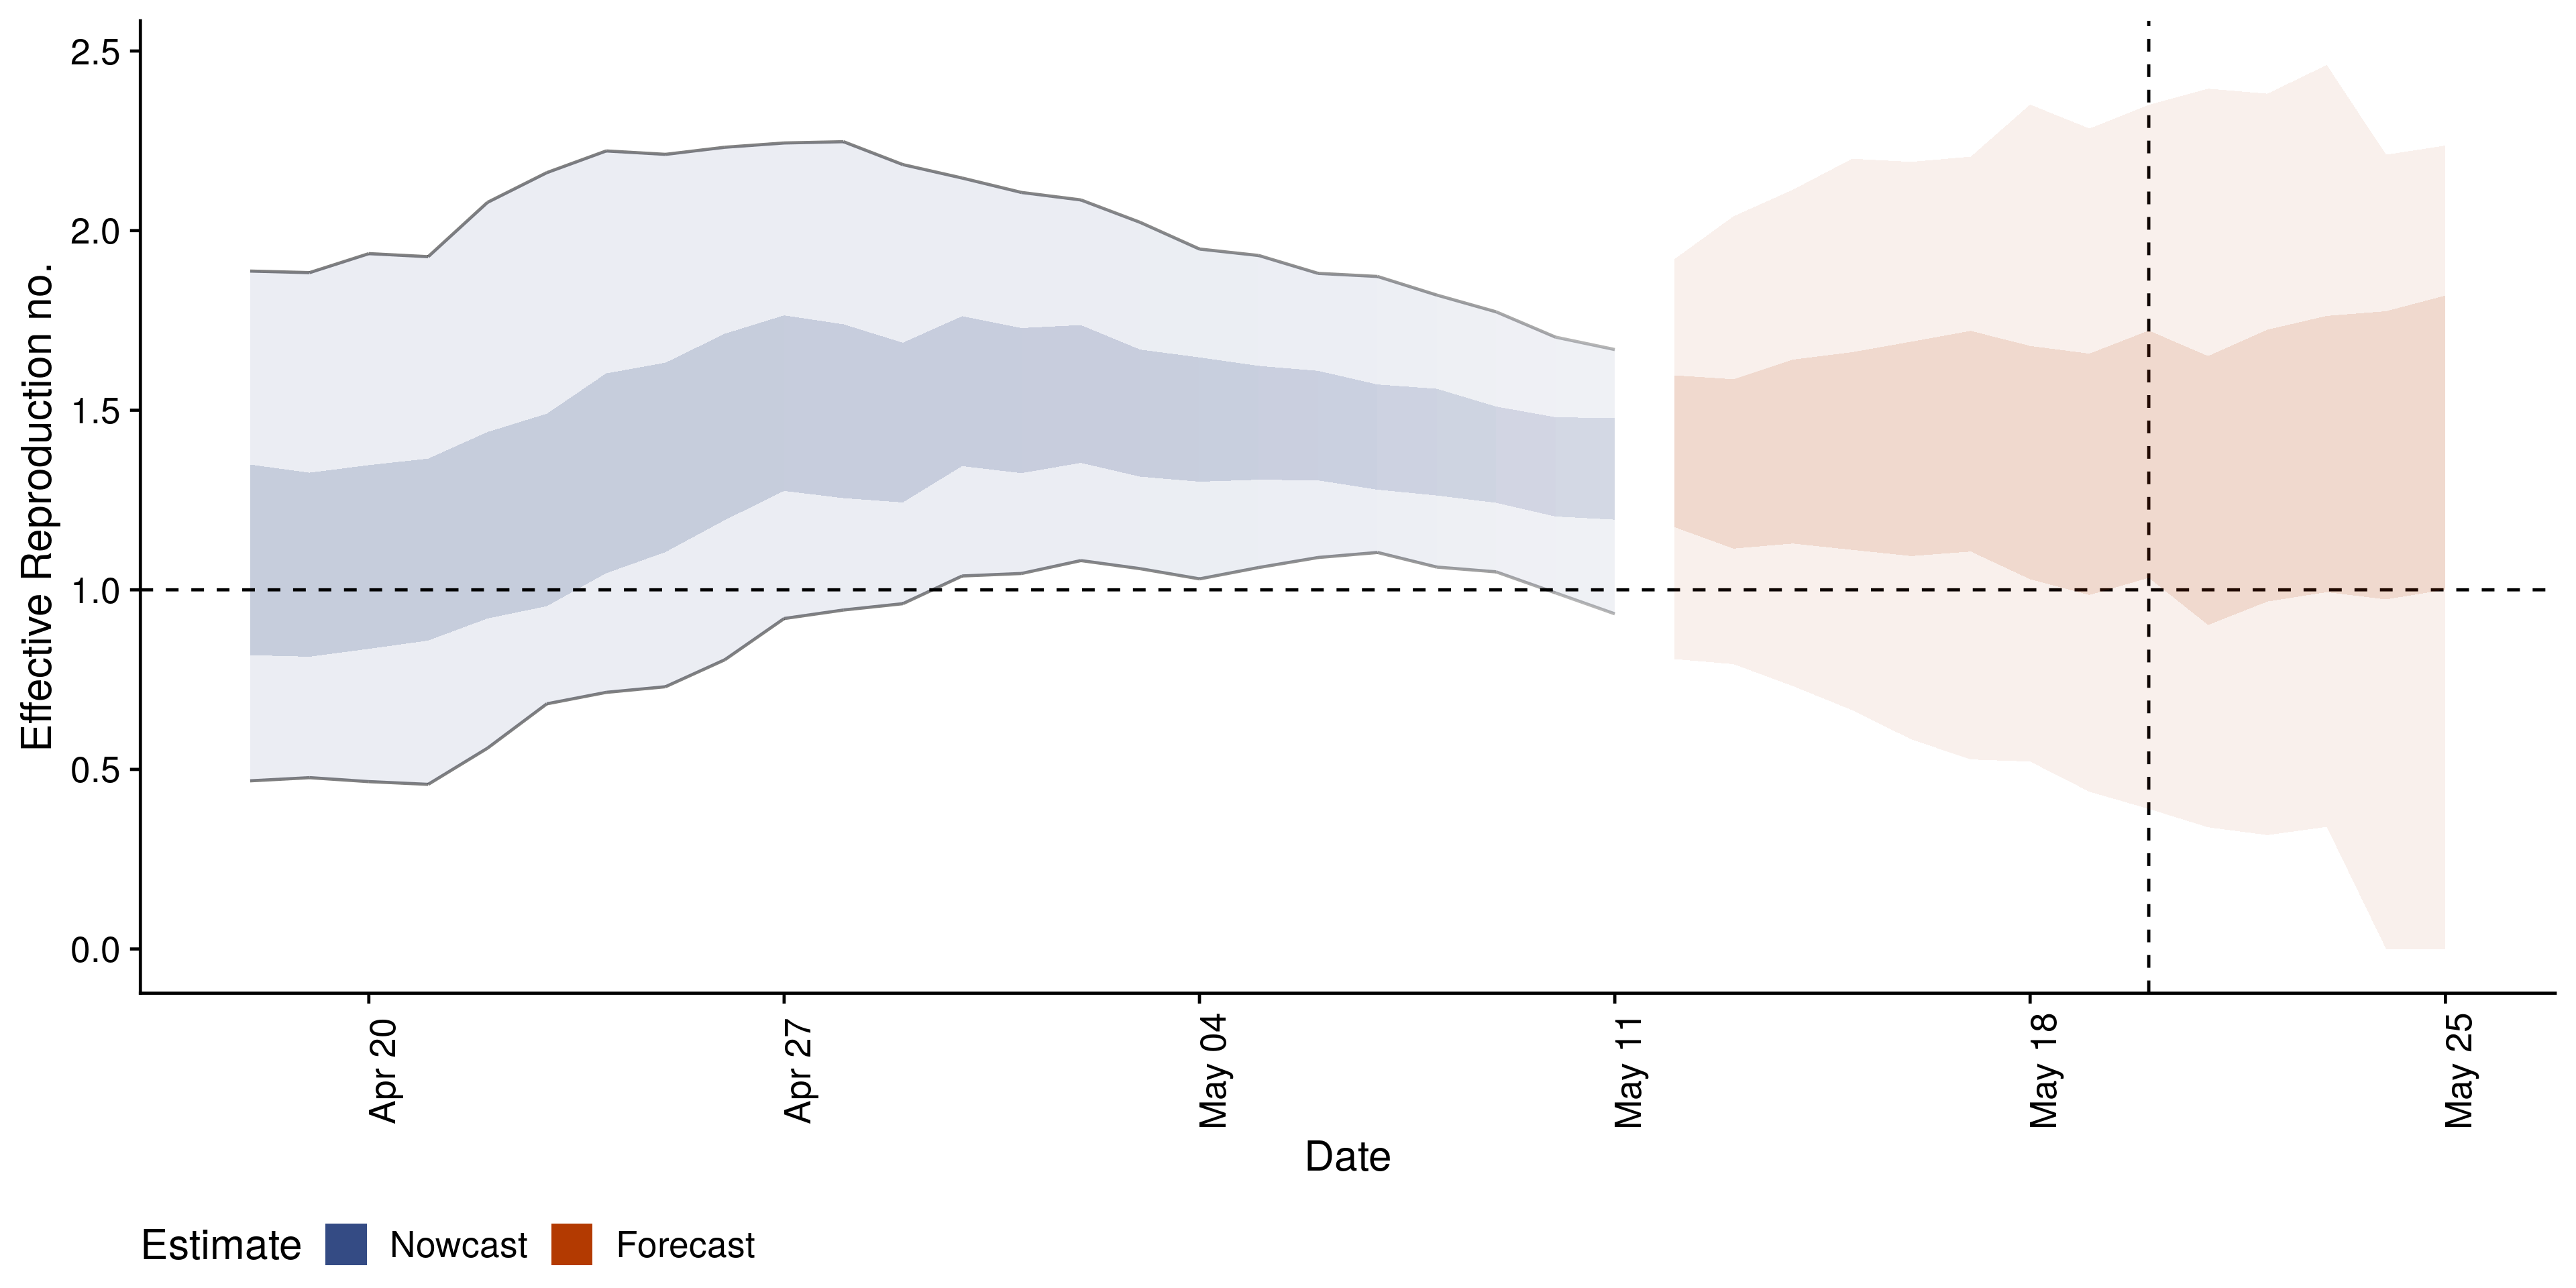 Effective Reproduction no.
2.5
2.0
1.5
1.0
0.5
0.0
Apr 20
Apr 27
May 04
May 11
May 18
May 25
Date
Estimate Nowcast Forecast